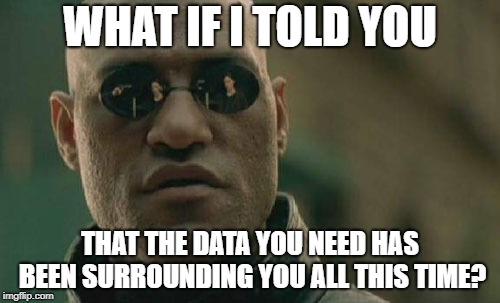 WHAT IF I TOLD YOU
THAT THE DATA YOU NEED HAS
BEEN SURROUNDING YOU ALL THIS TIME?
imgflip.com